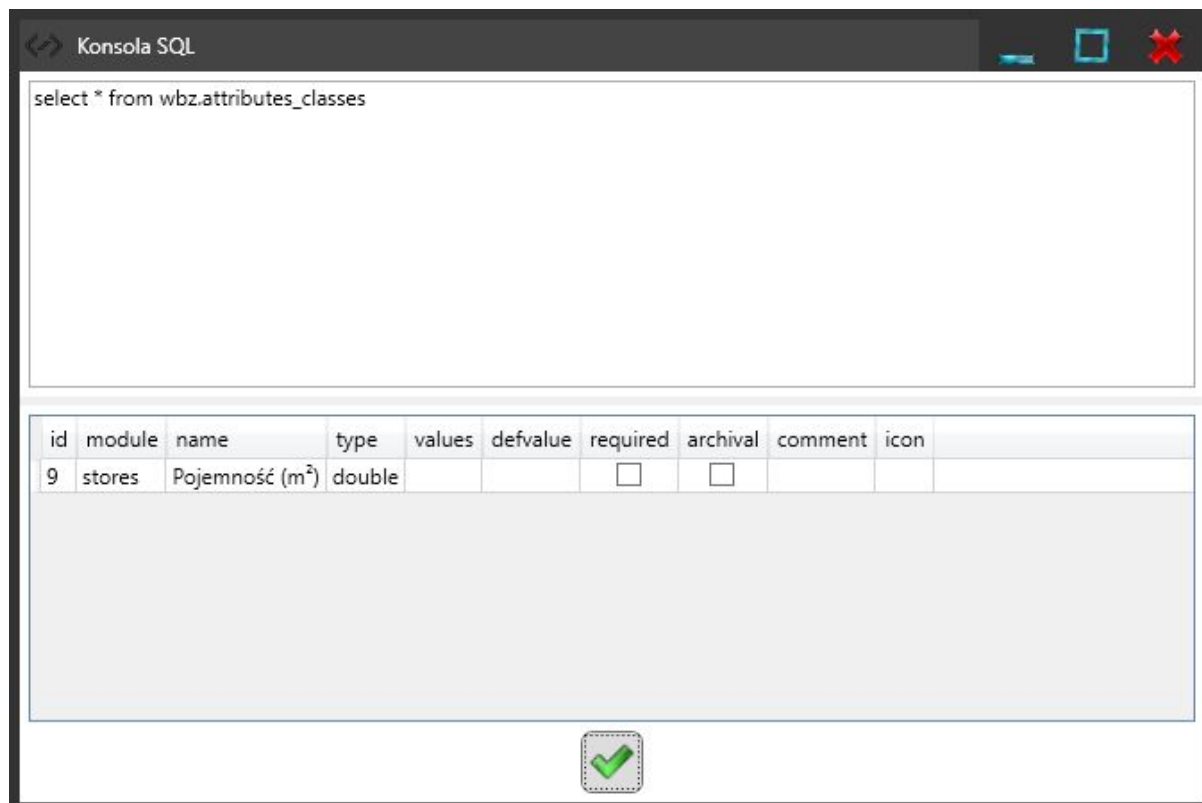 Konsola SQL
select * from wbz.attributes_classes
id module name type values defvalue required archival comment icon
9 stores Pojemność (m²) double